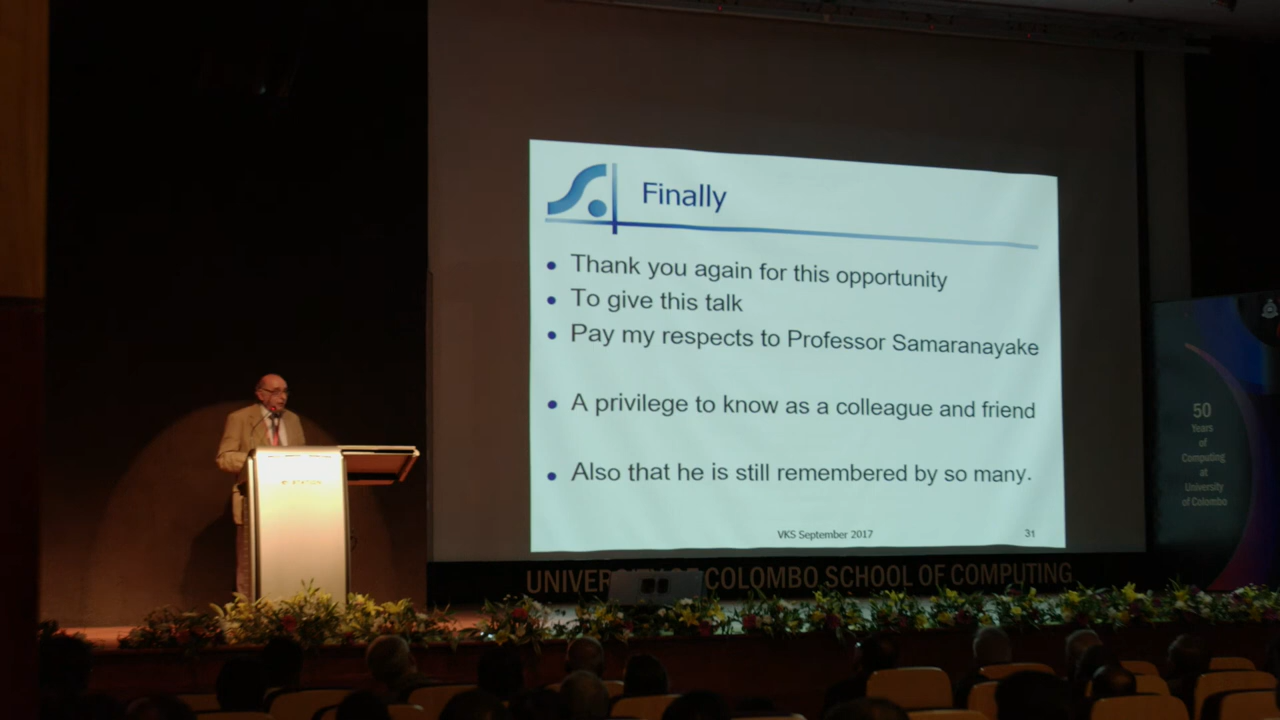 Finally
Thank you again for this opportunity
To give this talk
Pay my respects to Professor Samaranayake
A privilege to know as a colleague and friend
Also that he is still remembered by so many.
VKS September 2017
31
50
Years
of
Computing
at
University
of Colombo
COLOMBO SCHOOL OF COMPUTING